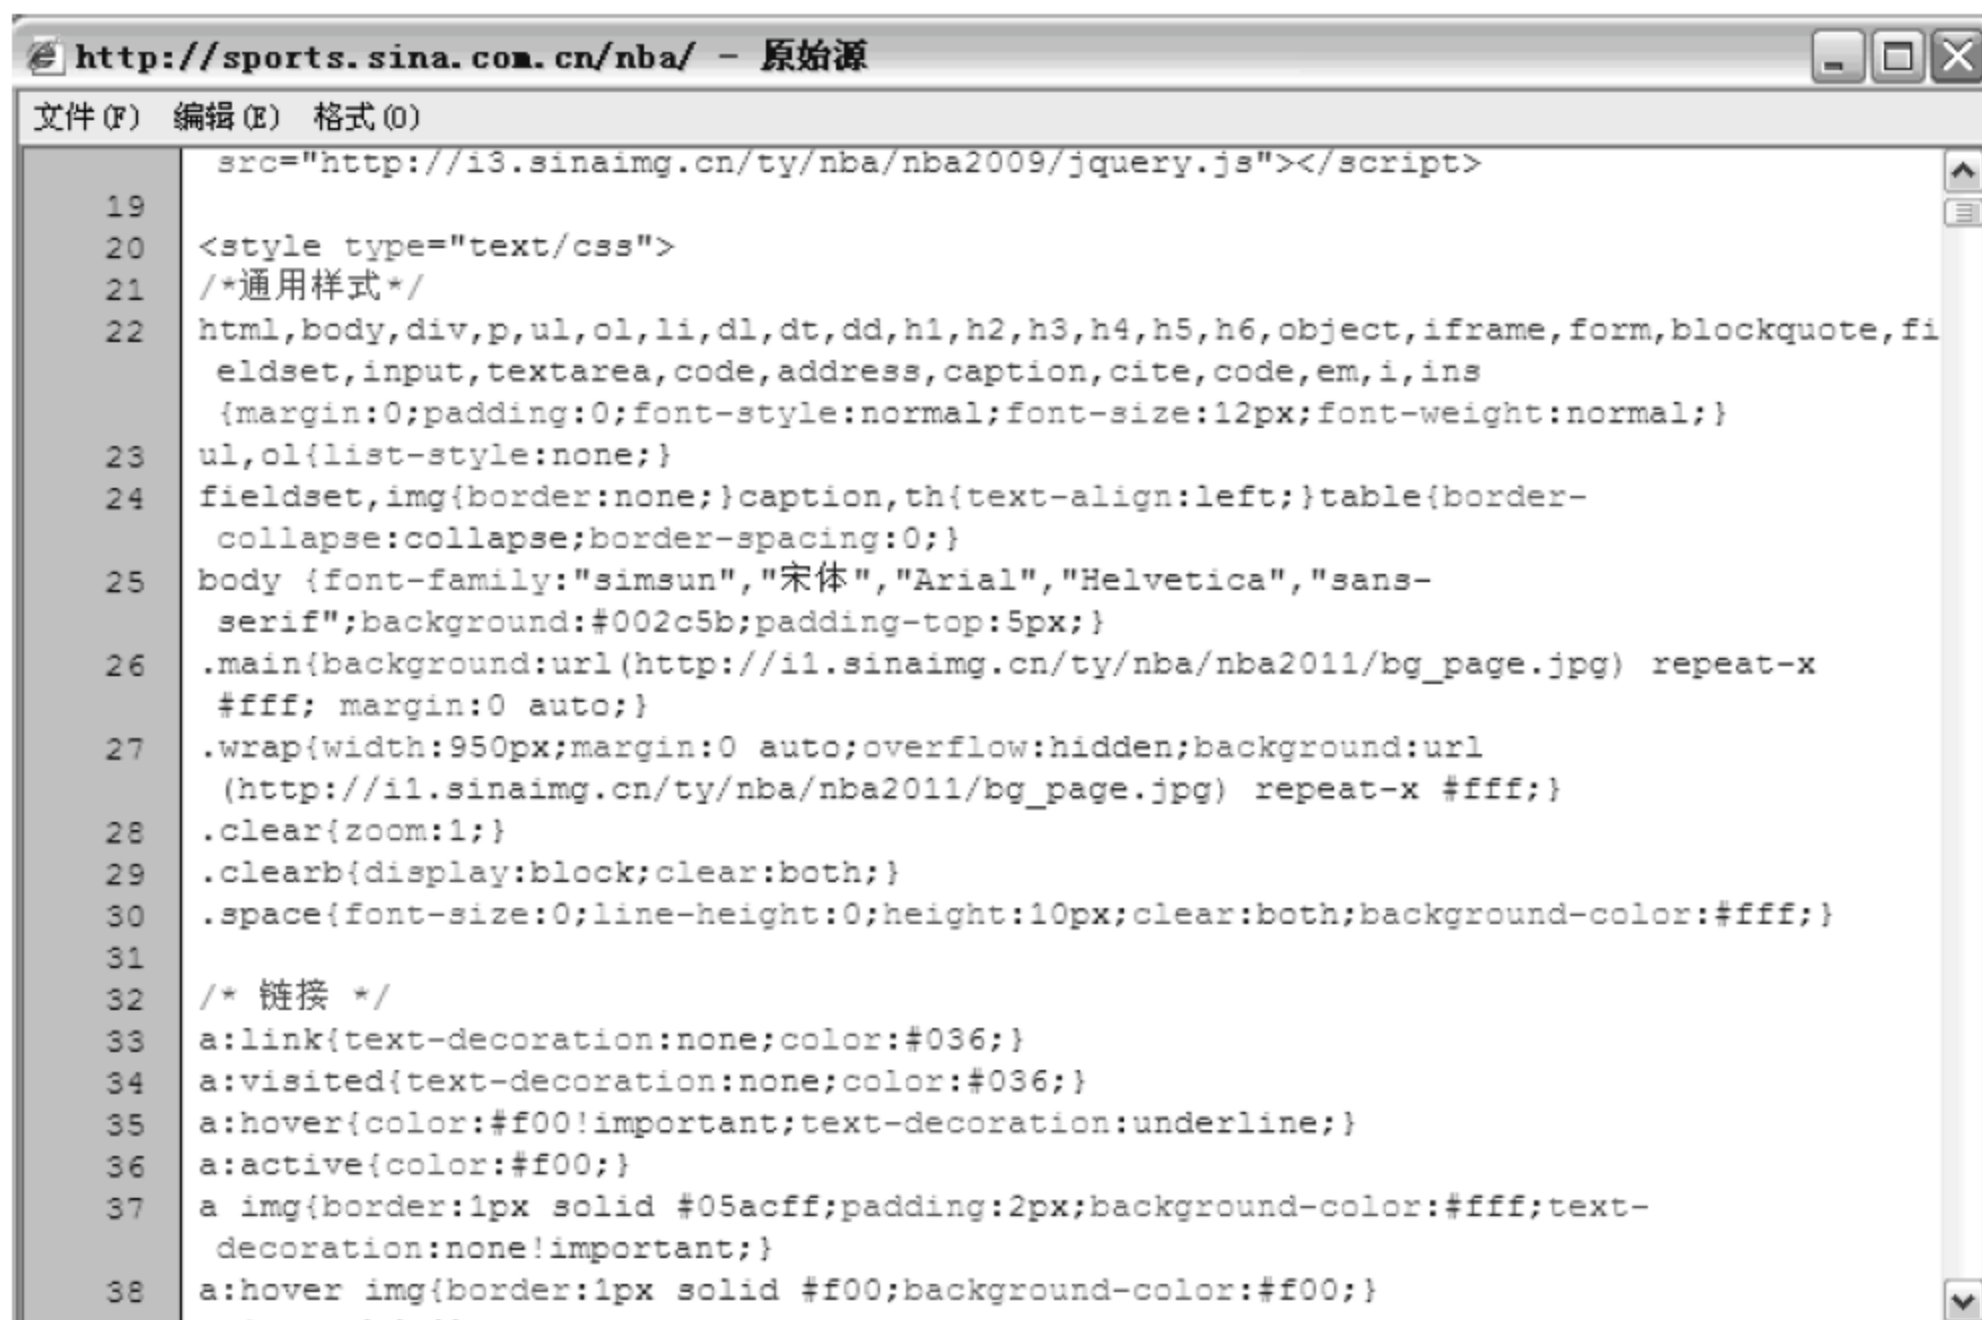 http://sports.sina.com.cn/nba/ - 原始源
文件(F) 编辑(E) 格式(O)
src="http://i3.sinaimg.cn/ty/nba/nba2009/jquery.js"></script>
19
20 <style type="text/css">
21 /*通用样式*/
22 html,body,div,p,ul,ol,li,dl,dt,dd,h1,h2,h3,h4,h5,h6,object,iframe,form,blockquote,fi
eldset,input,textarea,code,address,caption,cite,code,em,i,ins
{margin:0;padding:0;font-style:normal;font-size:12px;font-weight:normal;}
23 ul,ol{list-style:none;}
24 fieldset,img{border:none;}caption,th{text-align:left;}table{border-
collapse:collapse;border-spacing:0;}
25 body {font-family:"simsun","宋体","Arial","Helvetica","sans-
serif";background:#002c5b;padding-top:5px;}
26 .main{background:url(http://i1.sinaimg.cn/ty/nba/nba2011/bg_page.jpg) repeat-x
#fff; margin:0 auto;}
27 .wrap{width:950px;margin:0 auto;overflow:hidden;background:url
(http://i1.sinaimg.cn/ty/nba/nba2011/bg_page.jpg) repeat-x #fff;}
28 .clear{zoom:1;}
29 .clearb{display:block;clear:both;}
30 .space{font-size:0;line-height:0;height:10px;clear:both;background-color:#fff;}
31
32 /* 链接 */
33 a:link{text-decoration:none;color:#036;}
34 a:visited{text-decoration:none;color:#036;}
35 a:hover{color:#f00!important;text-decoration:underline;}
36 a:active{color:#f00;}
37 a img{border:1px solid #05acff;padding:2px;background-color:#fff;text-
decoration:none!important;}
38 a:hover img{border:1px solid #f00;background-color:#f00;}